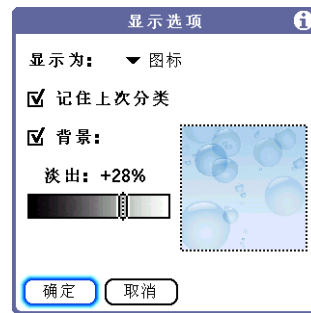 显示选项
显示为: 图标
记住上次分类
背景:
淡出: +28%
确定 取消